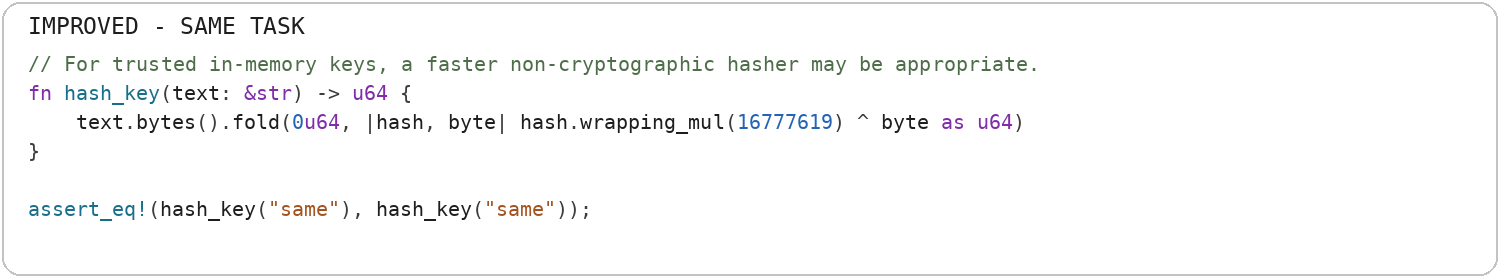 IMPROVED - SAME TASK
// For trusted in-memory keys, a faster non-cryptographic hasher may be appropriate.
fn hash_key(text: &str) -> u64 {
    text.bytes().fold(0u64, |hash, byte| hash.wrapping_mul(16777619) ^ byte as u64)
}

assert_eq!(hash_key("same"), hash_key("same"));